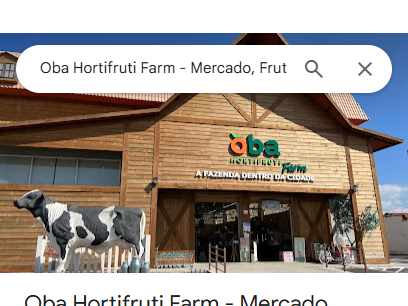 Oba Hortifruti Farm - Mercado, Frut
oba
HORTIFRUTI
Farm
A FAZENDA DENTRO DA CIDADE
Oba Hortifruti Farm - Mercado